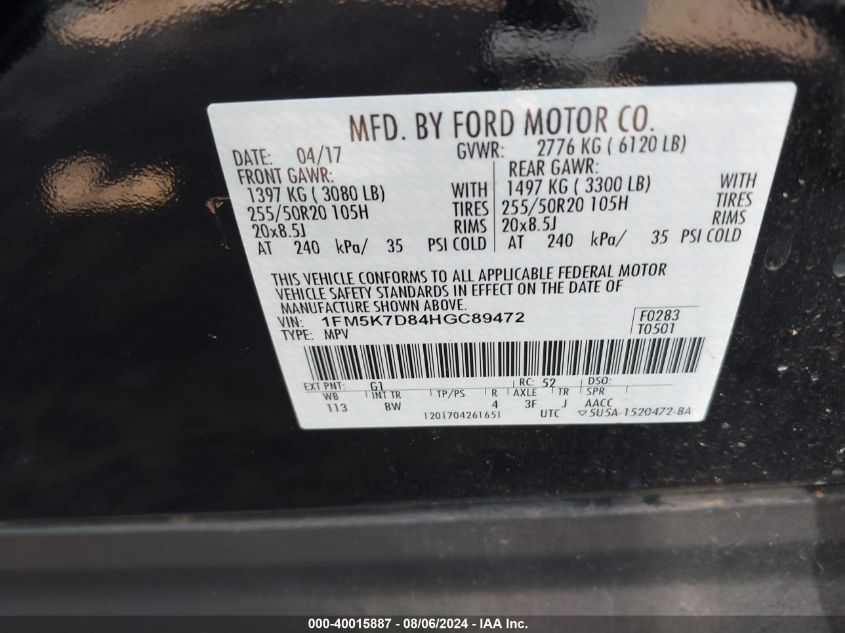 MFD. BY FORD MOTOR CO.
DATE: 04/17 GVWR: 2776 KG ( 6120 LB)
FRONT GAWR: REAR GAWR:
1397 KG ( 3080 LB) WITH 1497 KG ( 3300 LB) WITH
255/50R20 105H TIRES 255/50R20 105H TIRES
20x8.5J RIMS 20x8.5J RIMS
AT 240 kPa/ 35 PSI COLD AT 240 kPa/ 35 PSI COLD
THIS VEHICLE CONFORMS TO ALL APPLICABLE FEDERAL MOTOR
VEHICLE SAFETY STANDARDS IN EFFECT ON THE DATE OF
MANUFACTURE SHOWN ABOVE.
VIN: 1FM5K7D84HGC89472 F0283
TYPE: MPV T0501
EXT PNT: G1 RC: 52 DSO:
WB INT TR TP/PS R AXLE TR SPR
113 BW 4 3F J AACC
1201704261651 UTC ▽5U5A-1520472-BA
000-40015887 - 08/06/2024 - IAA Inc.